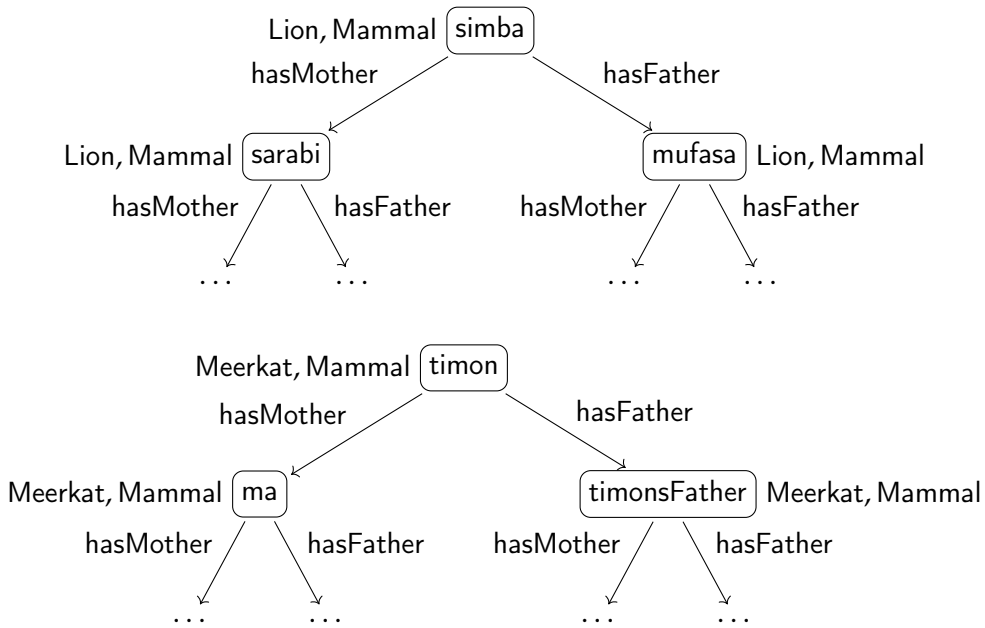 Lion, Mammal simba
hasMother hasFather
Lion, Mammal sarabi mufasa Lion, Mammal
hasMother hasFather hasMother hasFather
... ... ... ...
Meerkat, Mammal timon
hasMother hasFather
Meerkat, Mammal ma timonsFather Meerkat, Mammal
hasMother hasFather hasMother hasFather
... ... ... ...